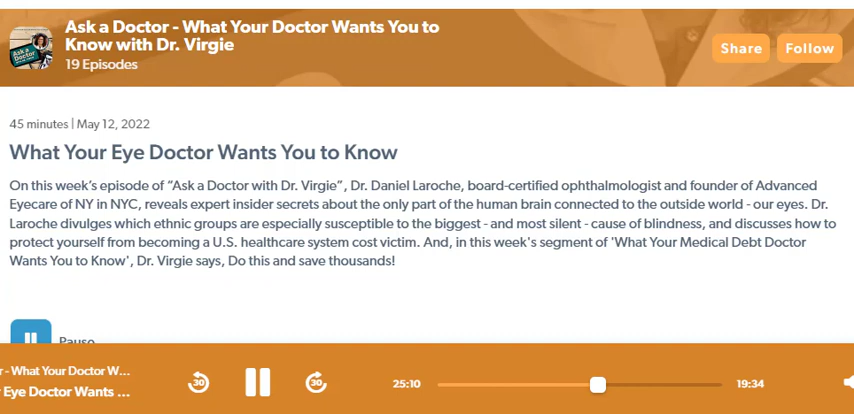 Ask a Doctor
Ask a Doctor - What Your Doctor Wants You to
Know with Dr. Virgie
19 Episodes
Share
Follow
45 minutes | May 12, 2022
What Your Eye Doctor Wants You to Know
On this week's episode of “Ask a Doctor with Dr. Virgie”, Dr. Daniel Laroche, board-certified ophthalmologist and founder of Advanced
Eyecare of NY in NYC, reveals expert insider secrets about the only part of the human brain connected to the outside world - our eyes. Dr.
Laroche divulges which ethnic groups are especially susceptible to the biggest - and most silent - cause of blindness, and discusses how to
protect yourself from becoming a U.S. healthcare system cost victim. And, in this week's segment of 'What Your Medical Debt Doctor
Wants You to Know', Dr. Virgie says, Do this and save thousands!
Pause
r - What Your Doctor W...
r Eye Doctor Wants ...
30
30
25:10
19:34